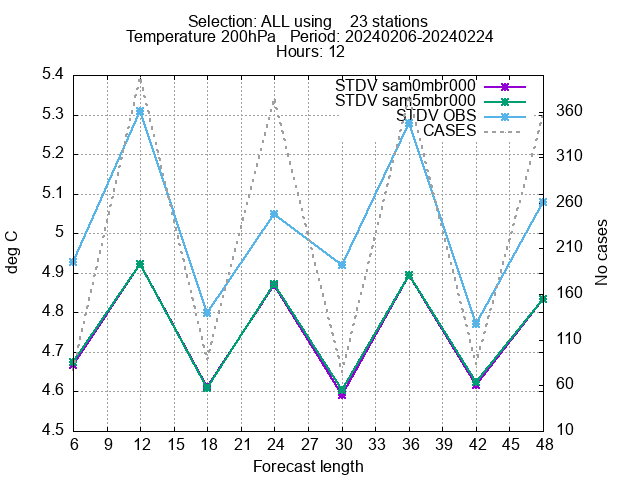 Selection: ALL using 23 stations
Temperature 200hPa Period: 20240206-20240224
Hours: 12
STDV sam0mbr000
STDV sam5mbr000
STDV OBS
CASES
deg C
5.4
5.3
5.2
5.1
5
4.9
4.8
4.7
4.6
4.5
No cases
360
310
260
210
160
110
60
10
6 9 12 15 18 21 24 27 30 33 36 39 42 45 48
Forecast length